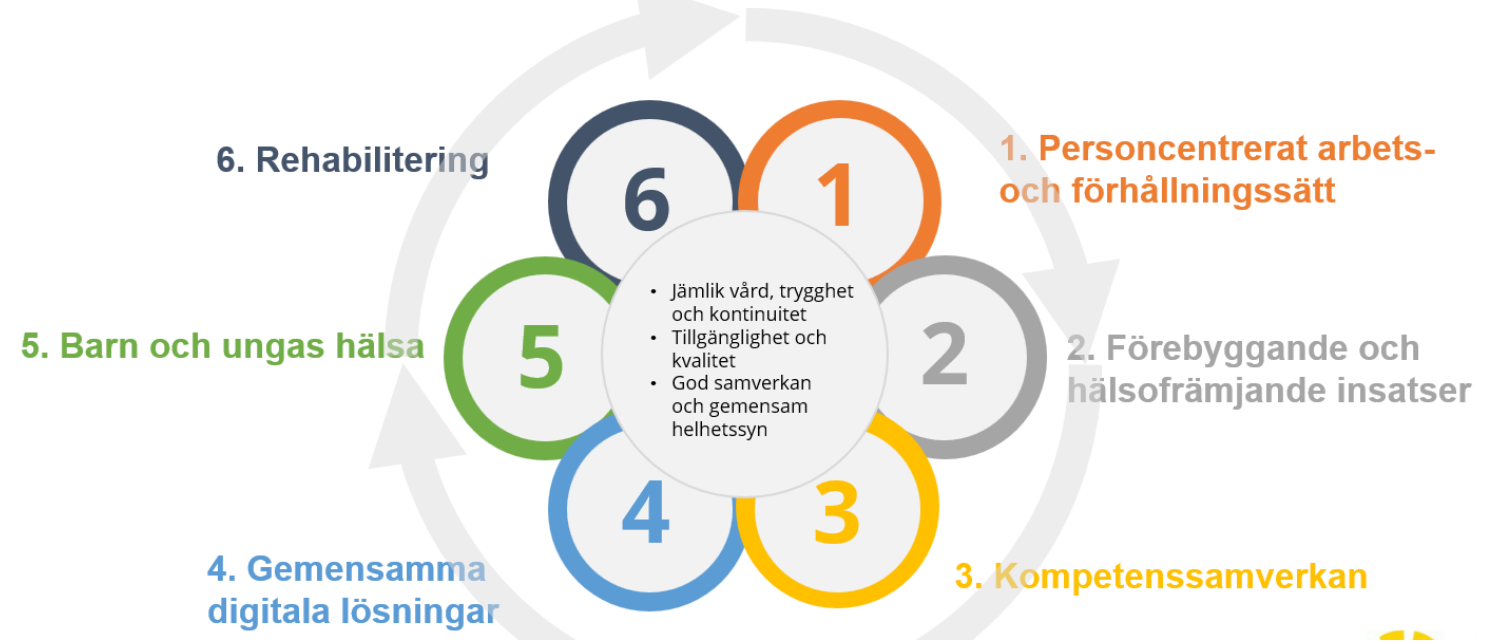 6. Rehabilitering
6
1
1. Personcentrerat arbets-
och förhållningssätt
5. Barn och ungas hälsa
5
• Jämlik vård, trygghet
och kontinuitet
• Tillgänglighet och
kvalitet
• God samverkan
och gemensam
helhetssyn
2
2. Förebyggande och
hälsofrämjande insatser
4
3
4. Gemensamma
digitala lösningar
3. Kompetenssamverkan